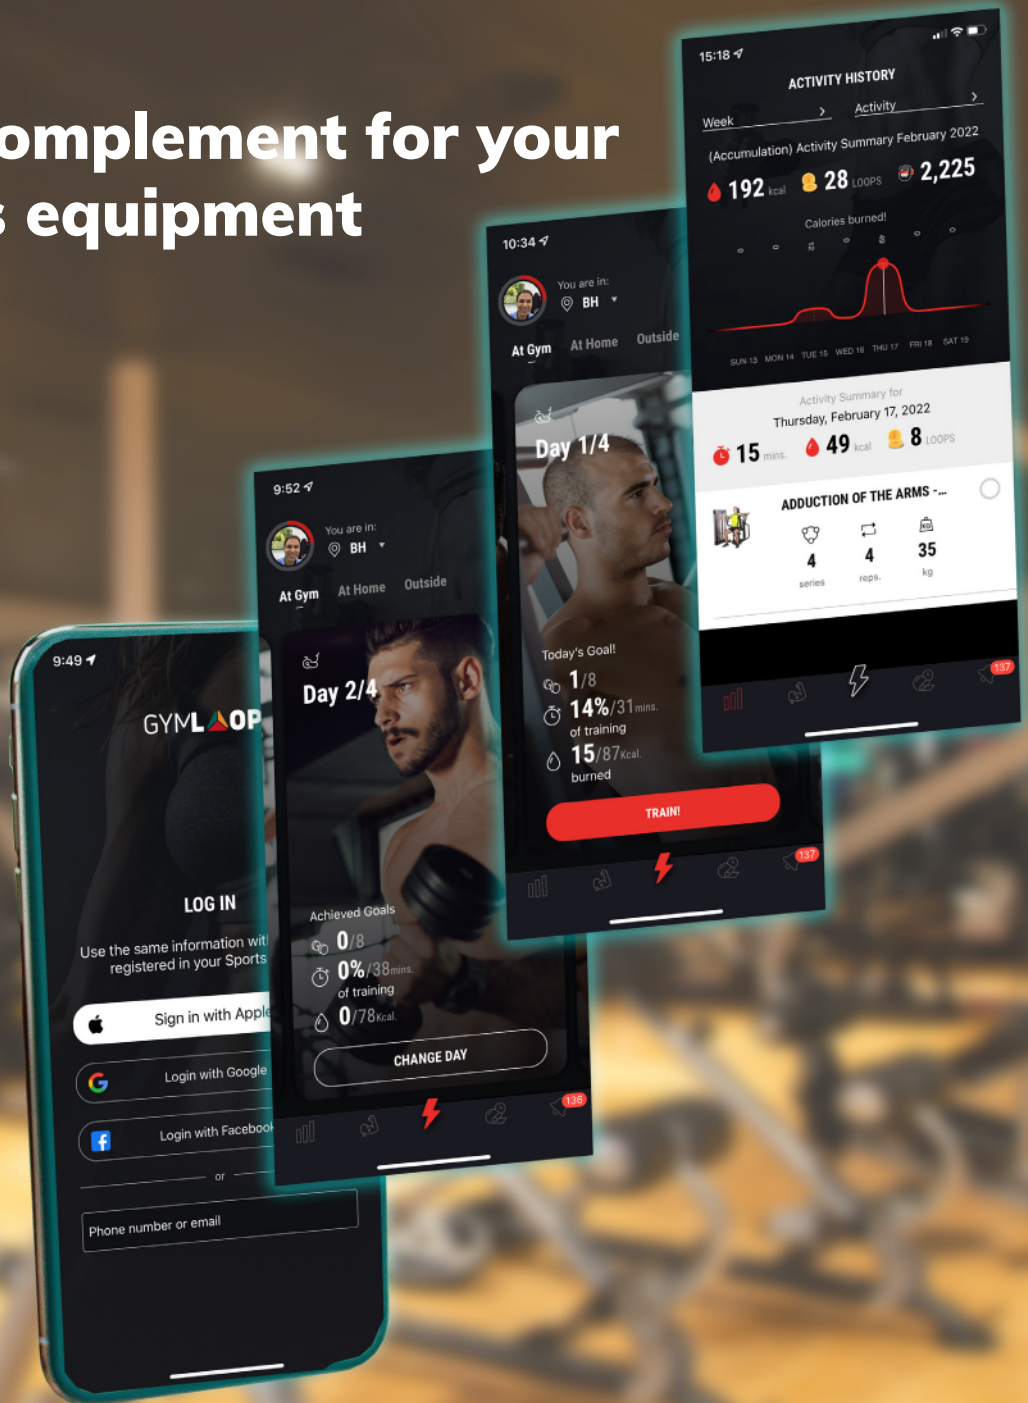 omplement for your
s equipment
15:18
ACTIVITY HISTORY
Week
Activity
(Accumulation) Activity Summary February 2022
192 kcal 28 LOOPS 2,225
Calories burned!
SUN 13 MON 14 TUE 15 WED 16 THU 17 FRI 18 SAT 19
Activity Summary for
Thursday, February 17, 2022
15 mins. 49 kcal 8 LOOPS
ADDUCTION OF THE ARMS -...
4 4 35
series reps. kg
137
10:34
You are in:
BH
At Gym At Home Outside
Day 1/4
Today's Goal!
1/8
14%/31mins.
of training
15/87Kcal.
burned
TRAIN!
137
9:52
You are in:
BH
At Gym At Home Outside
Day 2/4
Achieved Goals
0/8
0%/38mins.
of training
0/78Kcal.
CHANGE DAY
136
9:49
GYMLOOP
LOG IN
Use the same information wit
registered in your Sports
Sign in with Apple
Login with Google
Login with Facebook
or
Phone number or email